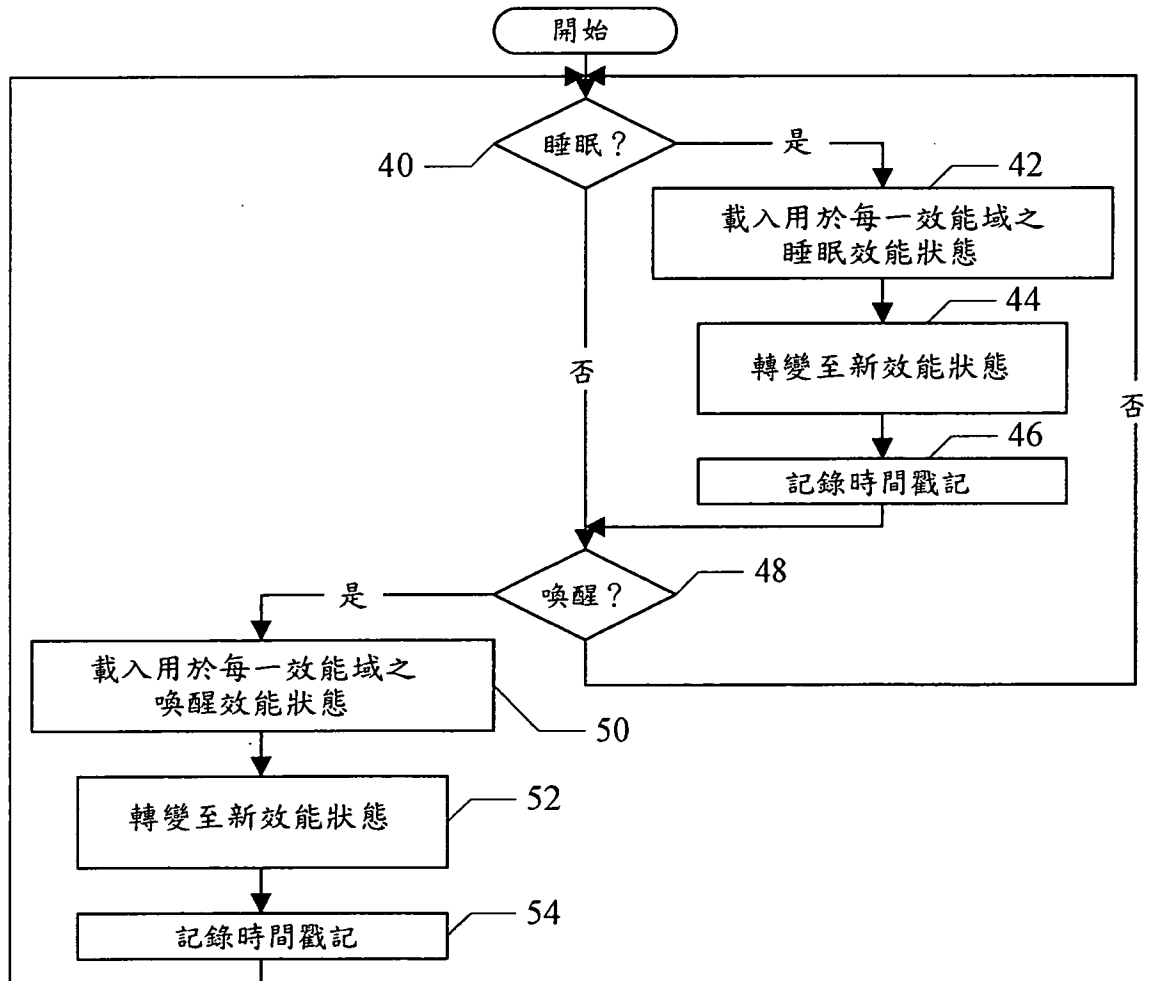 開始
睡眠？
40
是
42
載入用於每一效能域之
睡眠效能狀態
44
轉變至新效能狀態
否
否
46
記錄時間戳記
喚醒？
48
是
載入用於每一效能域之
喚醒效能狀態
50
轉變至新效能狀態
52
記錄時間戳記
54